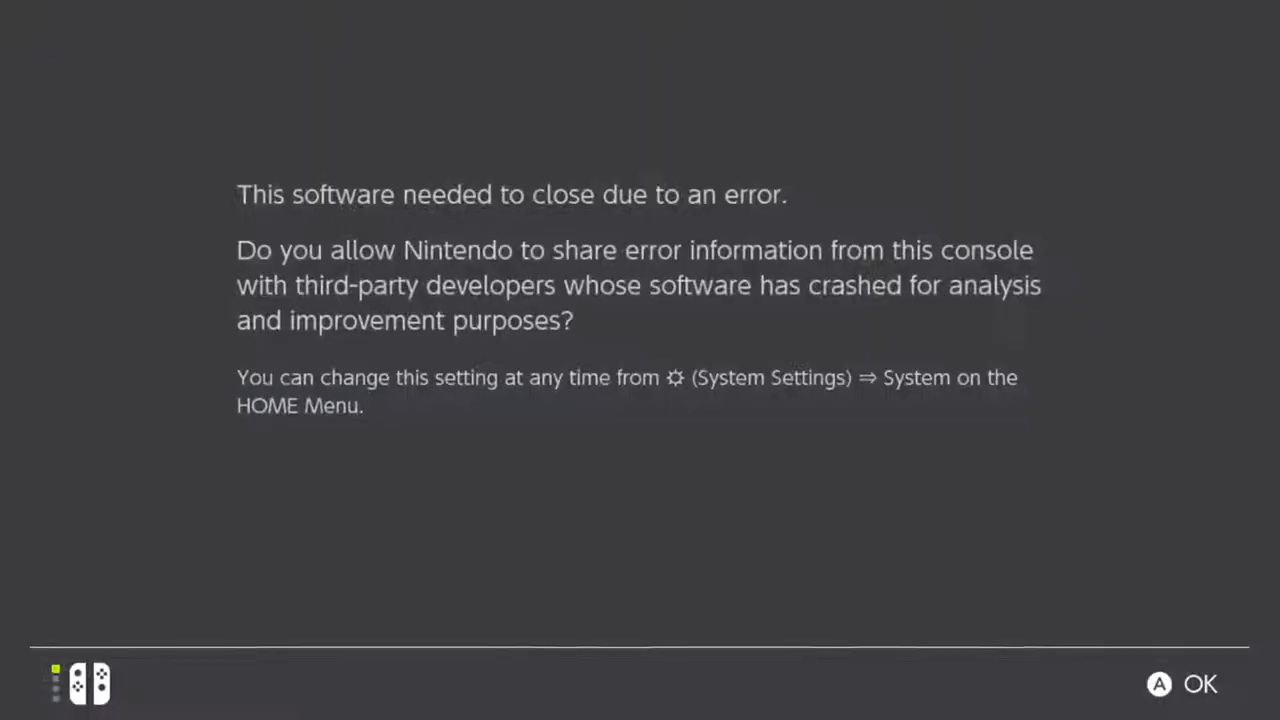 This software needed to close due to an error.
Do you allow Nintendo to share error information from this console
with third-party developers whose software has crashed for analysis
and improvement purposes?
You can change this setting at any time from ☼ (System Settings) ⇒ System on the
HOME Menu.
A OK